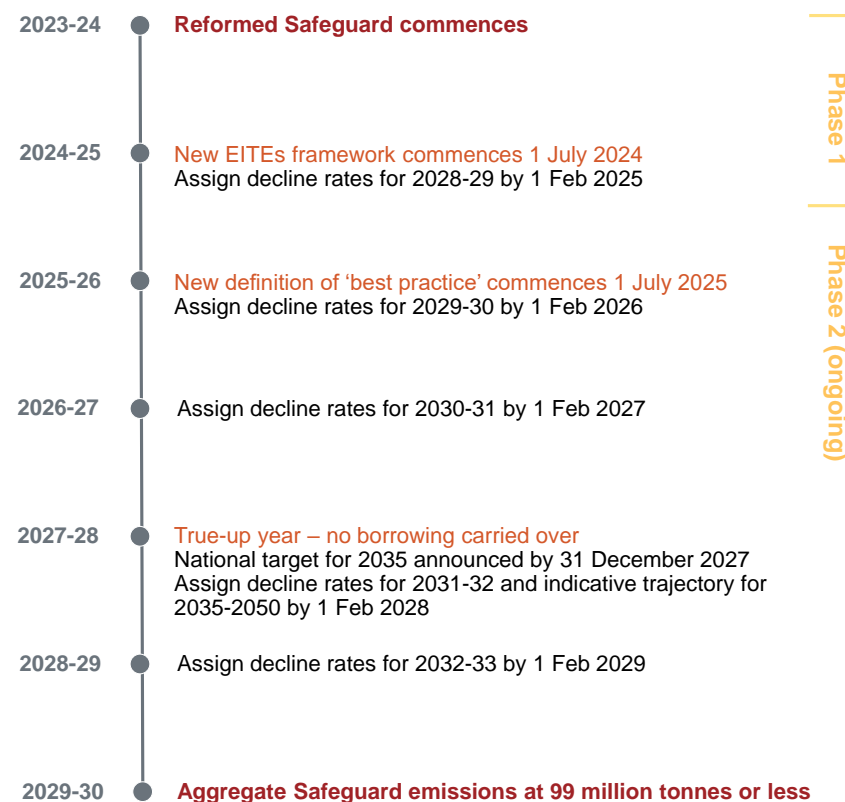 2023-24
Reformed Safeguard commences
Phase 1
2024-25
New EITEs framework commences 1 July 2024
Assign decline rates for 2028-29 by 1 Feb 2025
Phase 2 (ongoing)
2025-26
New definition of ‘best practice’ commences 1 July 2025
Assign decline rates for 2029-30 by 1 Feb 2026
2026-27
Assign decline rates for 2030-31 by 1 Feb 2027
2027-28
True-up year – no borrowing carried over
National target for 2035 announced by 31 December 2027
Assign decline rates for 2031-32 and indicative trajectory for
2035-2050 by 1 Feb 2028
2028-29
Assign decline rates for 2032-33 by 1 Feb 2029
2029-30
Aggregate Safeguard emissions at 99 million tonnes or less